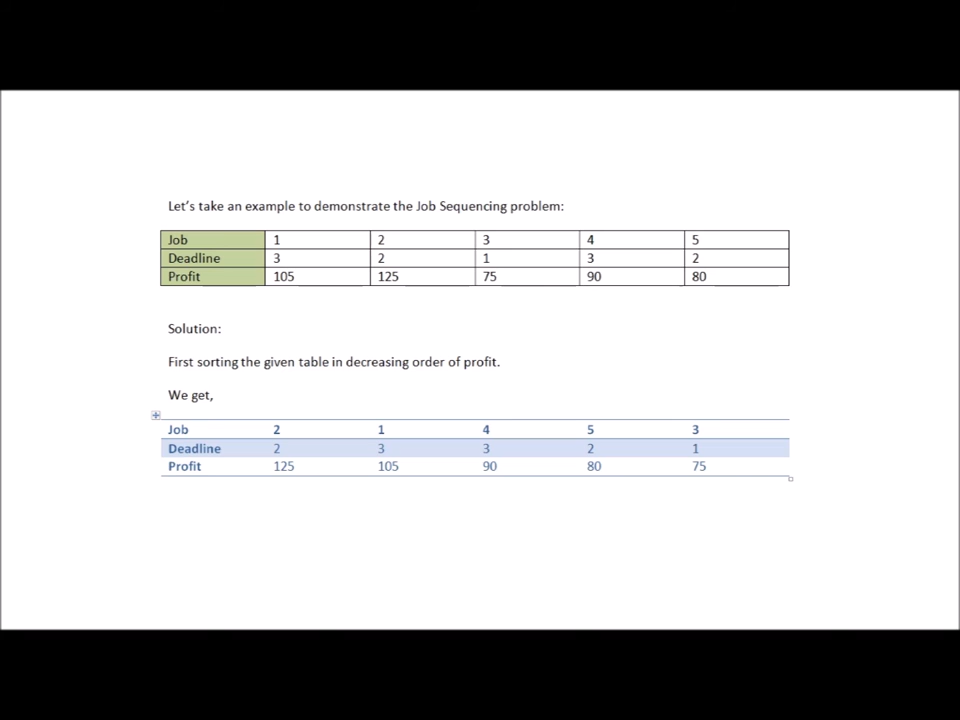 Let's take an example to demonstrate the Job Sequencing problem:
Job 1 2 3 4 5
Deadline 3 2 1 3 2
Profit 105 125 75 90 80
Solution:
First sorting the given table in decreasing order of profit.
We get,
Job 2 1 4 5 3
Deadline 2 3 3 2 1
Profit 125 105 90 80 75